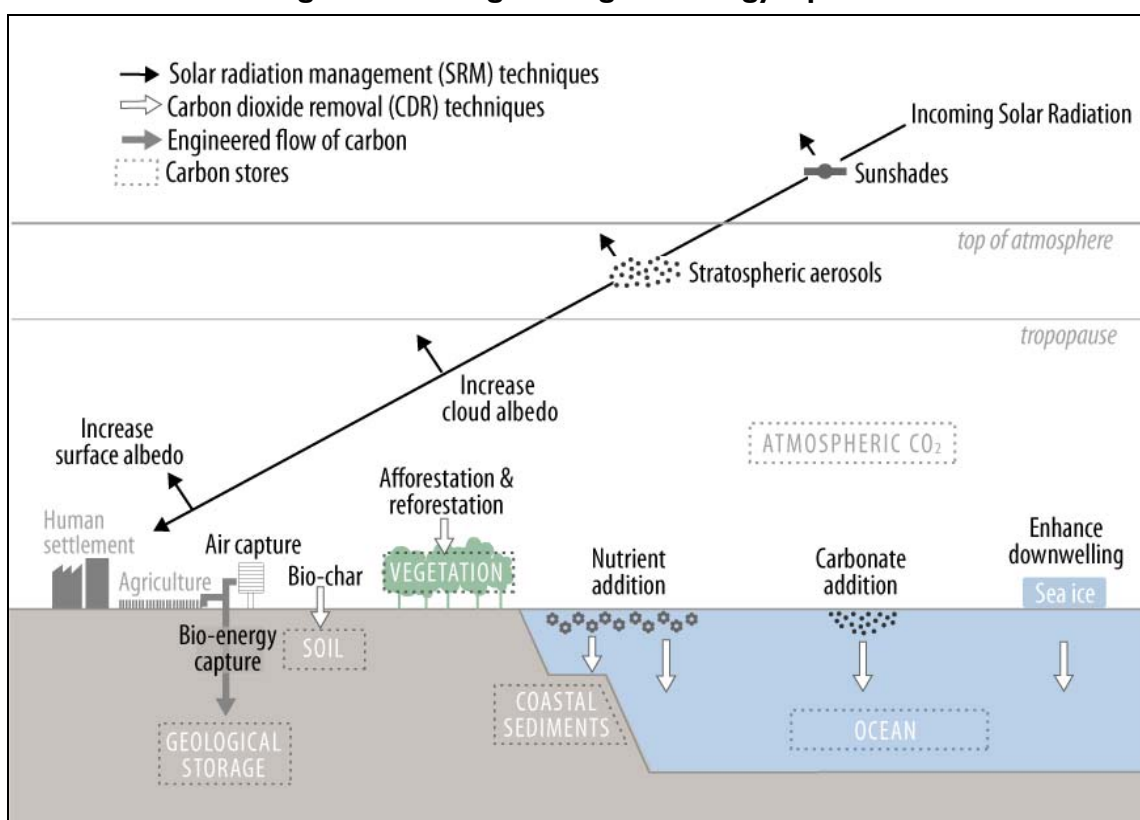 Solar radiation management (SRM) techniques
Carbon dioxide removal (CDR) techniques
Engineered flow of carbon
Carbon stores
Incoming Solar Radiation
Sunshades
top of atmosphere
Stratospheric aerosols
tropopause
Increase
cloud albedo
Increase
surface albedo
ATMOSPHERIC CO₂
Afforestation &
reforestation
Human
settlement
Agriculture
Air capture
Bio-char
VEGETATION
Nutrient
addition
Carbonate
addition
Enhance
downwelling
Sea ice
Bio-energy
capture
SOIL
GEOLOGICAL
STORAGE
COASTAL
SEDIMENTS
OCEAN